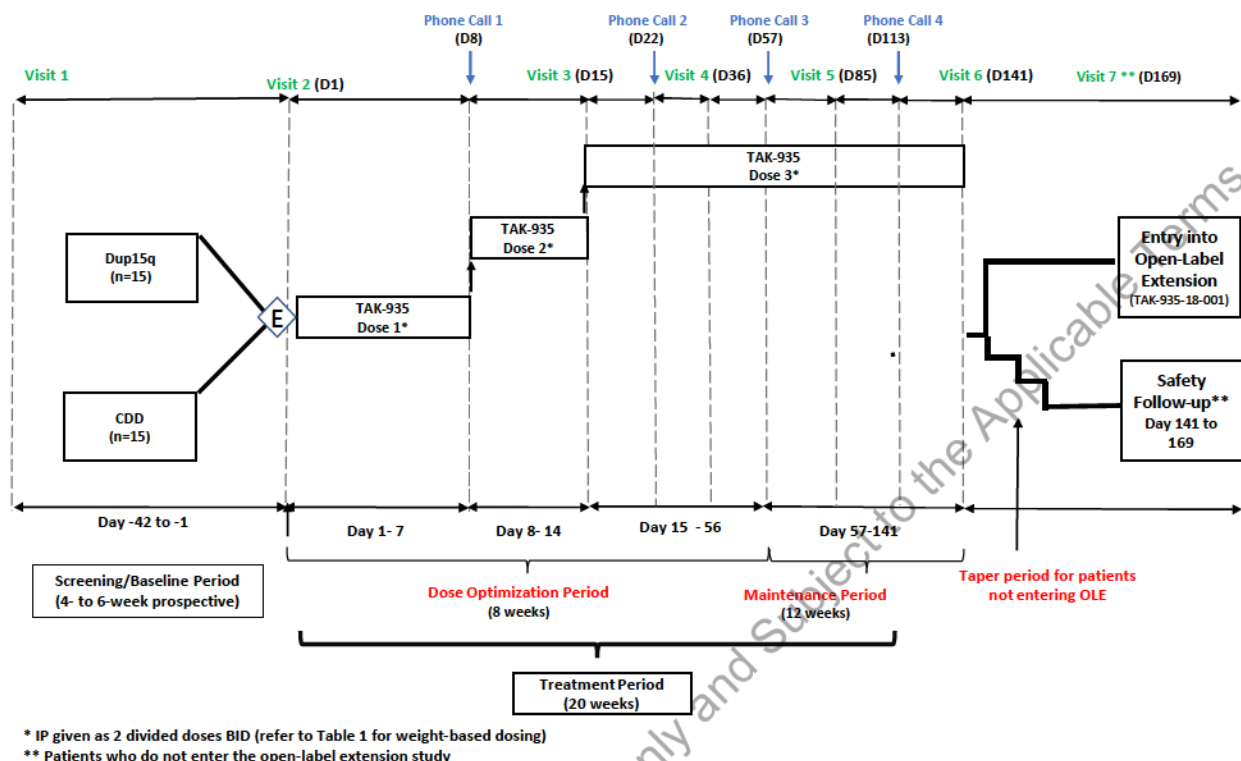 Phone Call 1
(D8)
Phone Call 2
(D22)
Phone Call 3
(D57)
Phone Call 4
(D113)
Visit 1
Visit 2 (D1)
Visit 3 (D15)
Visit 4 (D36)
Visit 5 (D85)
Visit 6 (D141)
Visit 7 ** (D169)
TAK-935
Dose 3*
TAK-935
Dose 2*
TAK-935
Dose 1*
Dup15q
(n=15)
E
CDD
(n=15)
Entry into
Open-Label
Extension
(TAK-935-18-001)
Safety
Follow-up**
Day 141 to
169
Day -42 to -1
Day 1- 7
Day 8- 14
Day 15 - 56
Day 57-141
Screening/Baseline Period
(4- to 6-week prospective)
Dose Optimization Period
(8 weeks)
Maintenance Period
(12 weeks)
Taper period for patients
not entering OLE
Treatment Period
(20 weeks)
* IP given as 2 divided doses BID (refer to Table 1 for weight-based dosing)
** Patients who do not enter the open-label extension study
only and Subject to the Applicable Terms